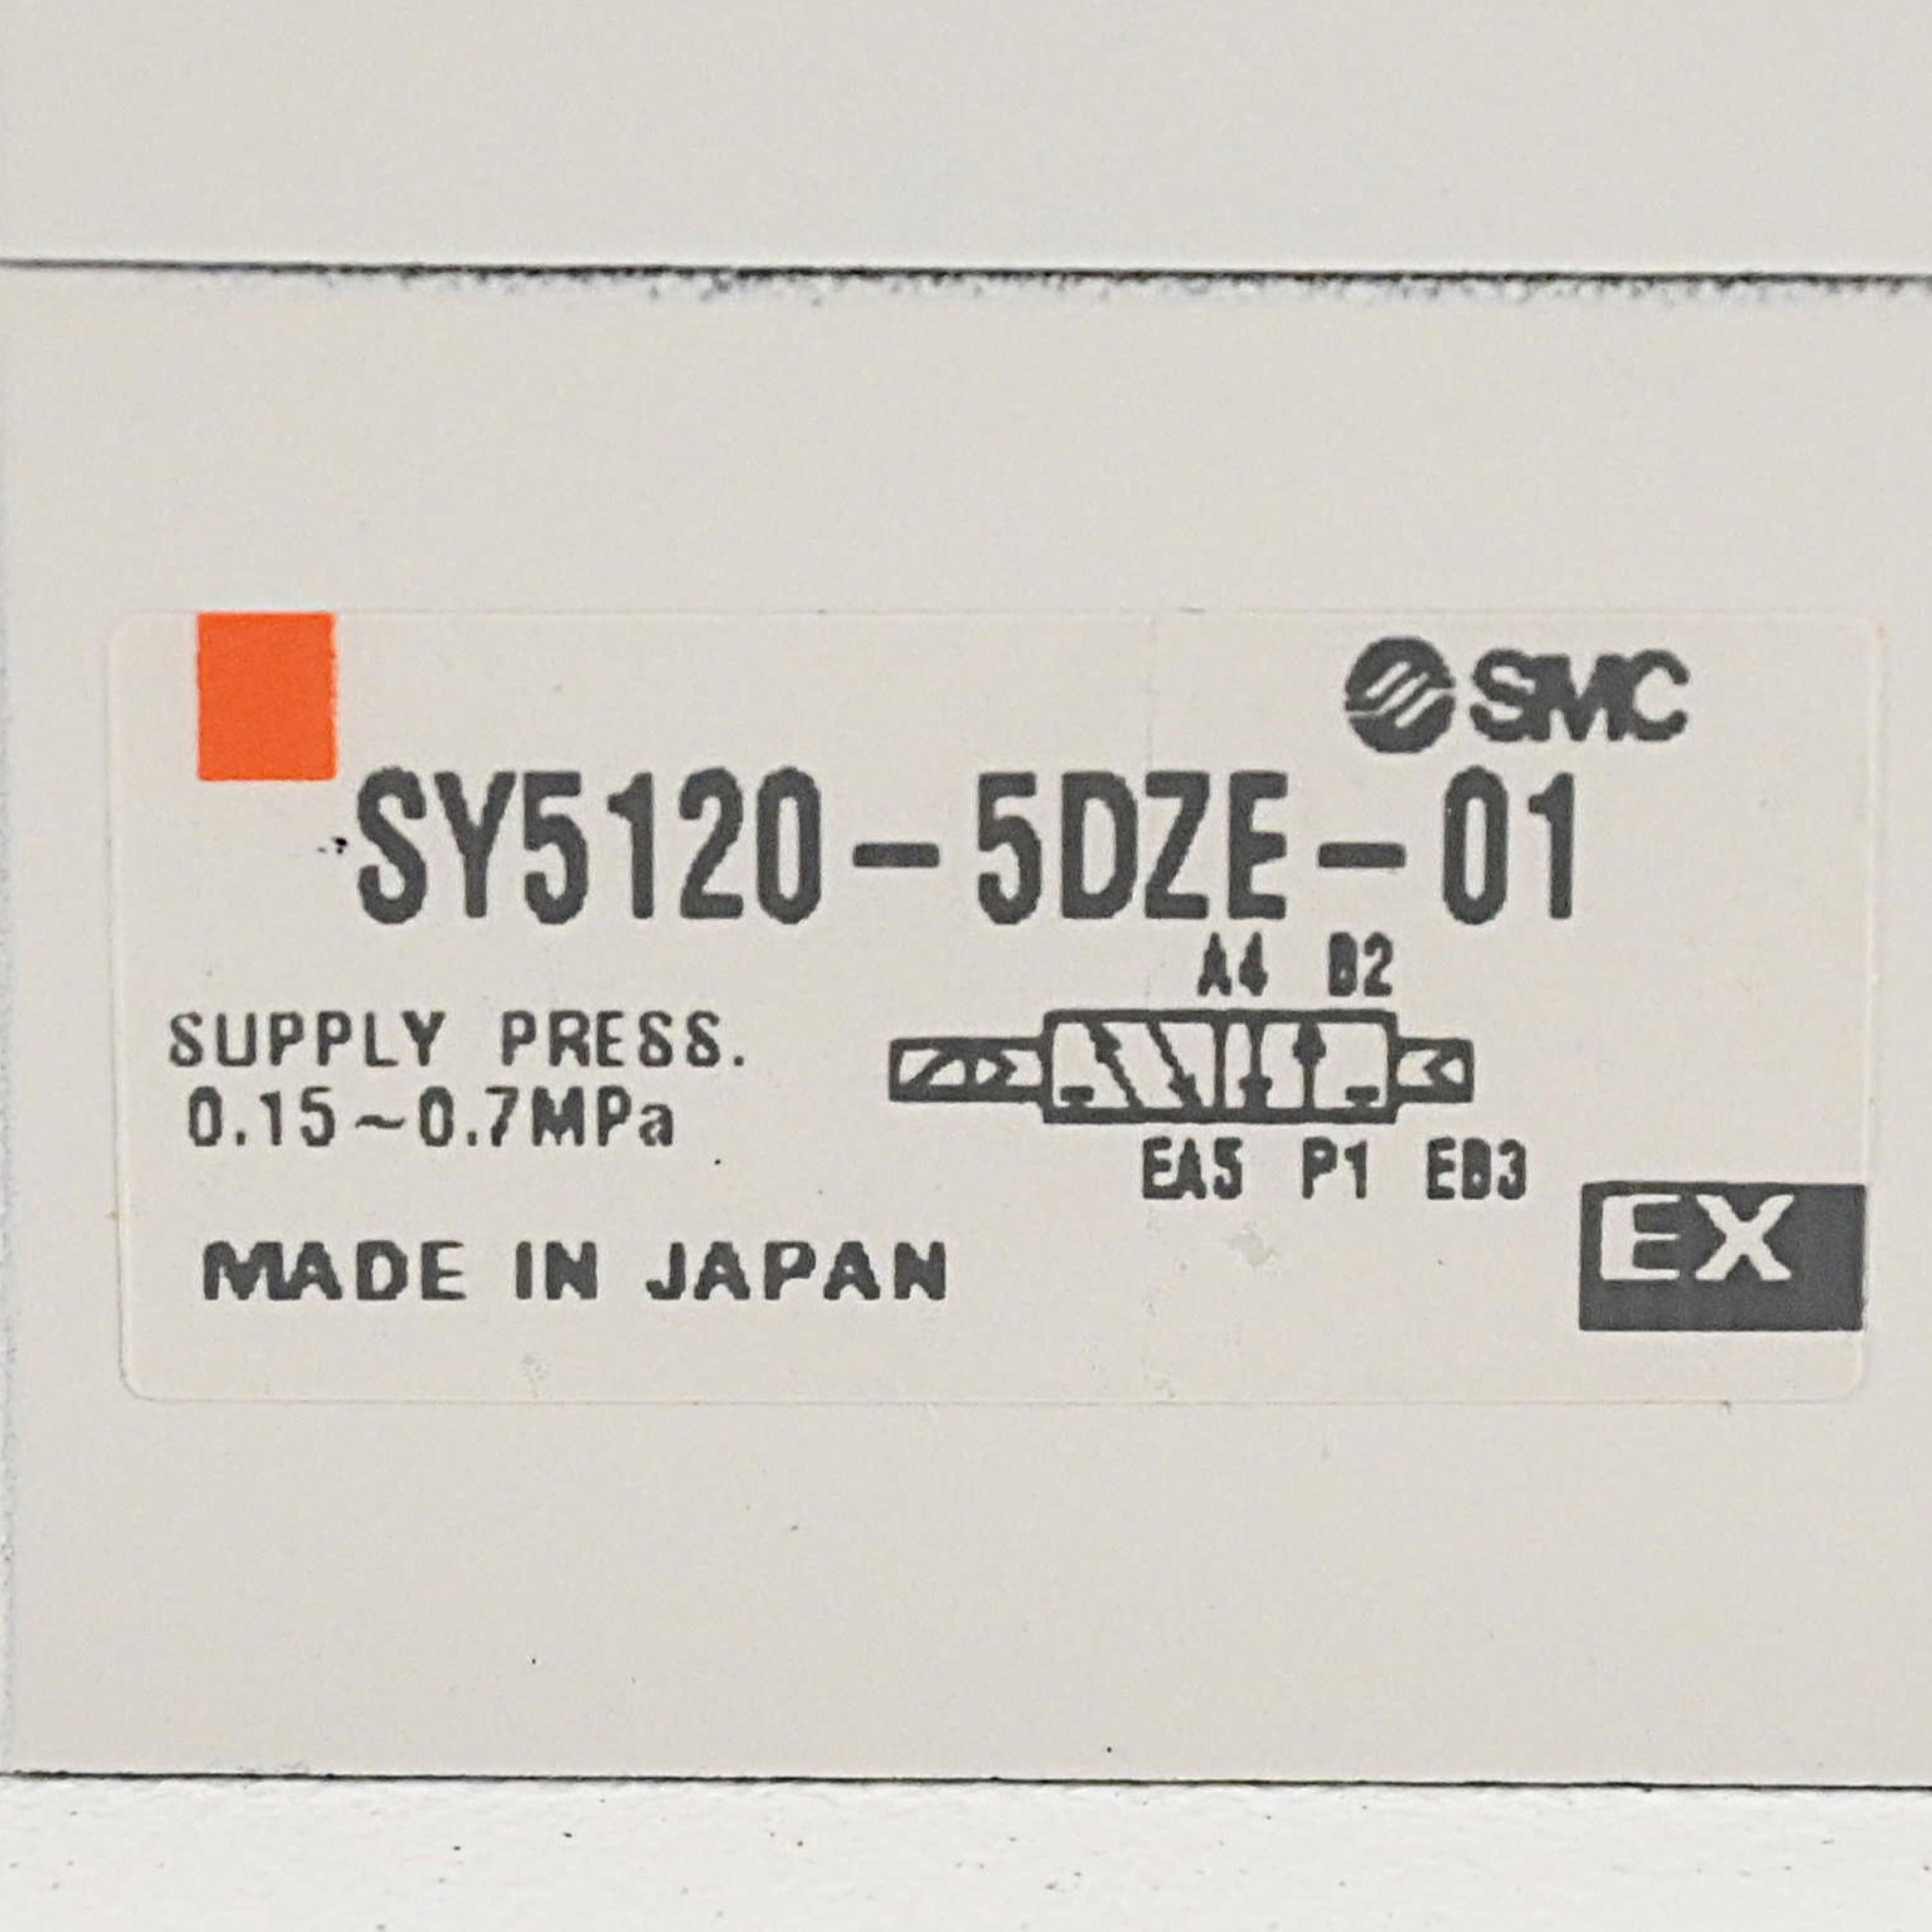 SMC
SY5120-5DZE-01
A4 B2
SUPPLY PRESS.
0.15~0.7MPa
EA5 P1 EB3
EX
MADE IN JAPAN